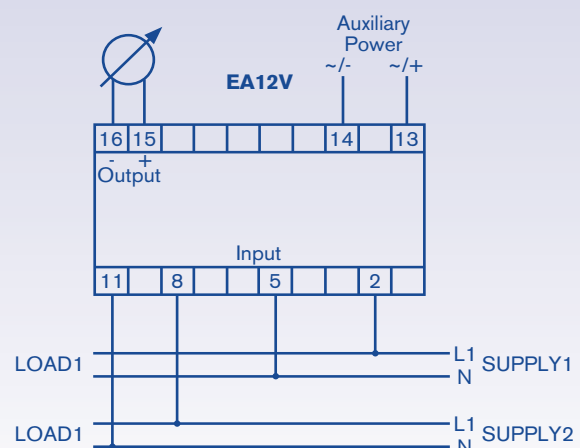 Auxiliary
Power
~/- ~/+
EA12V
16 15 14 13
- +
Output
Input
11 8 5 2
LOAD1 L1 SUPPLY1
N
LOAD1 L1 SUPPLY2
N